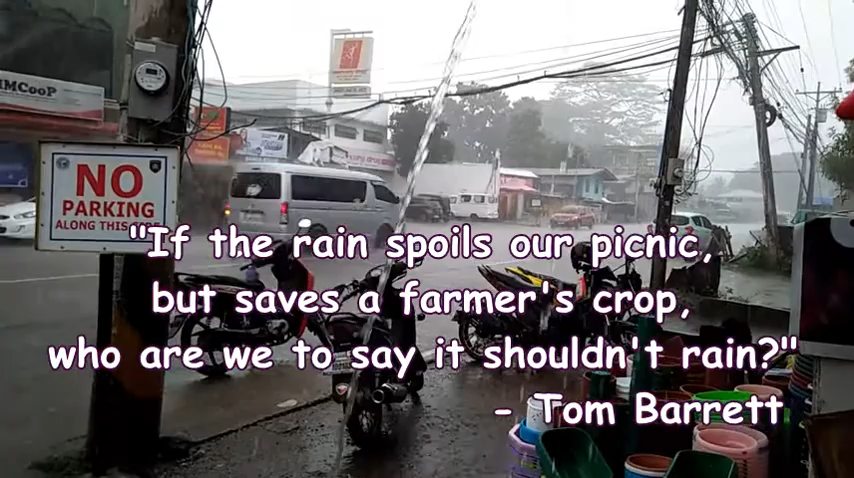 IMCooP
NO
PARKING
ALONG THIS
"If the rain spoils our picnic,
but saves a farmer's crop,
who are we to say it shouldn't rain?"
- Tom Barrett